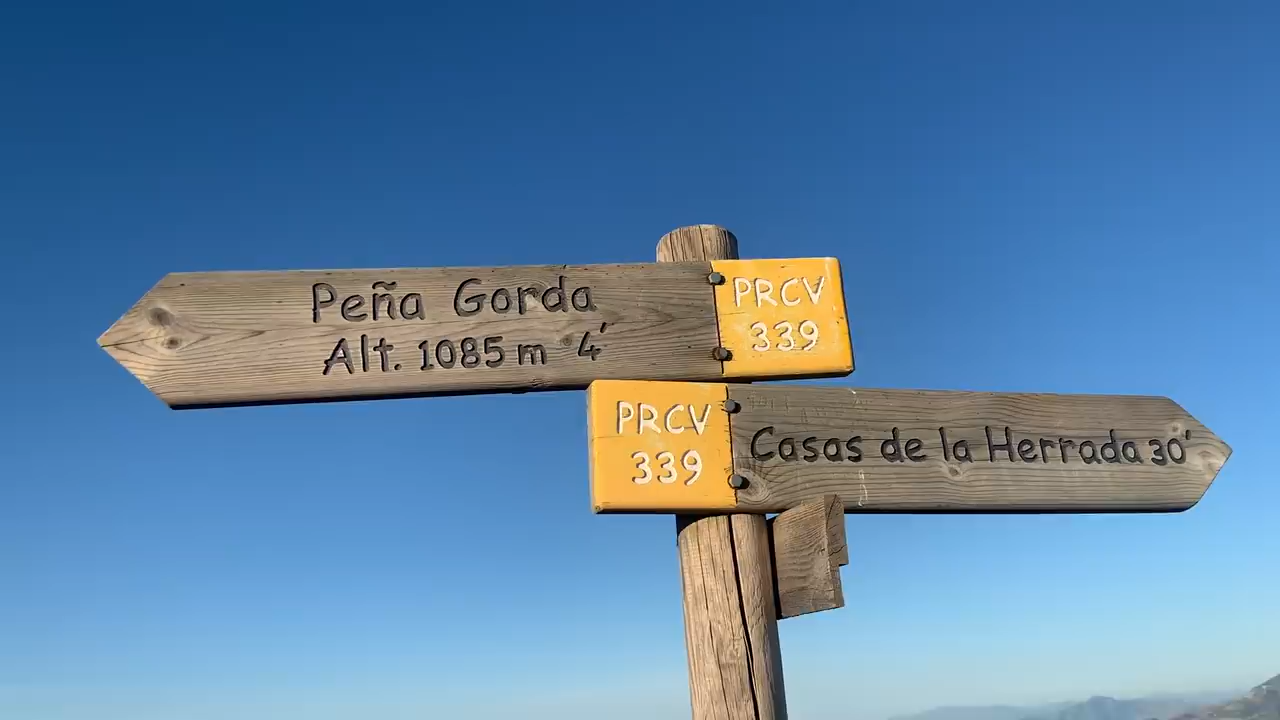 Peña Gorda
Alt. 1085 m 4'
PRCV
339
PRCV
339
Casas de la Herrada 30'